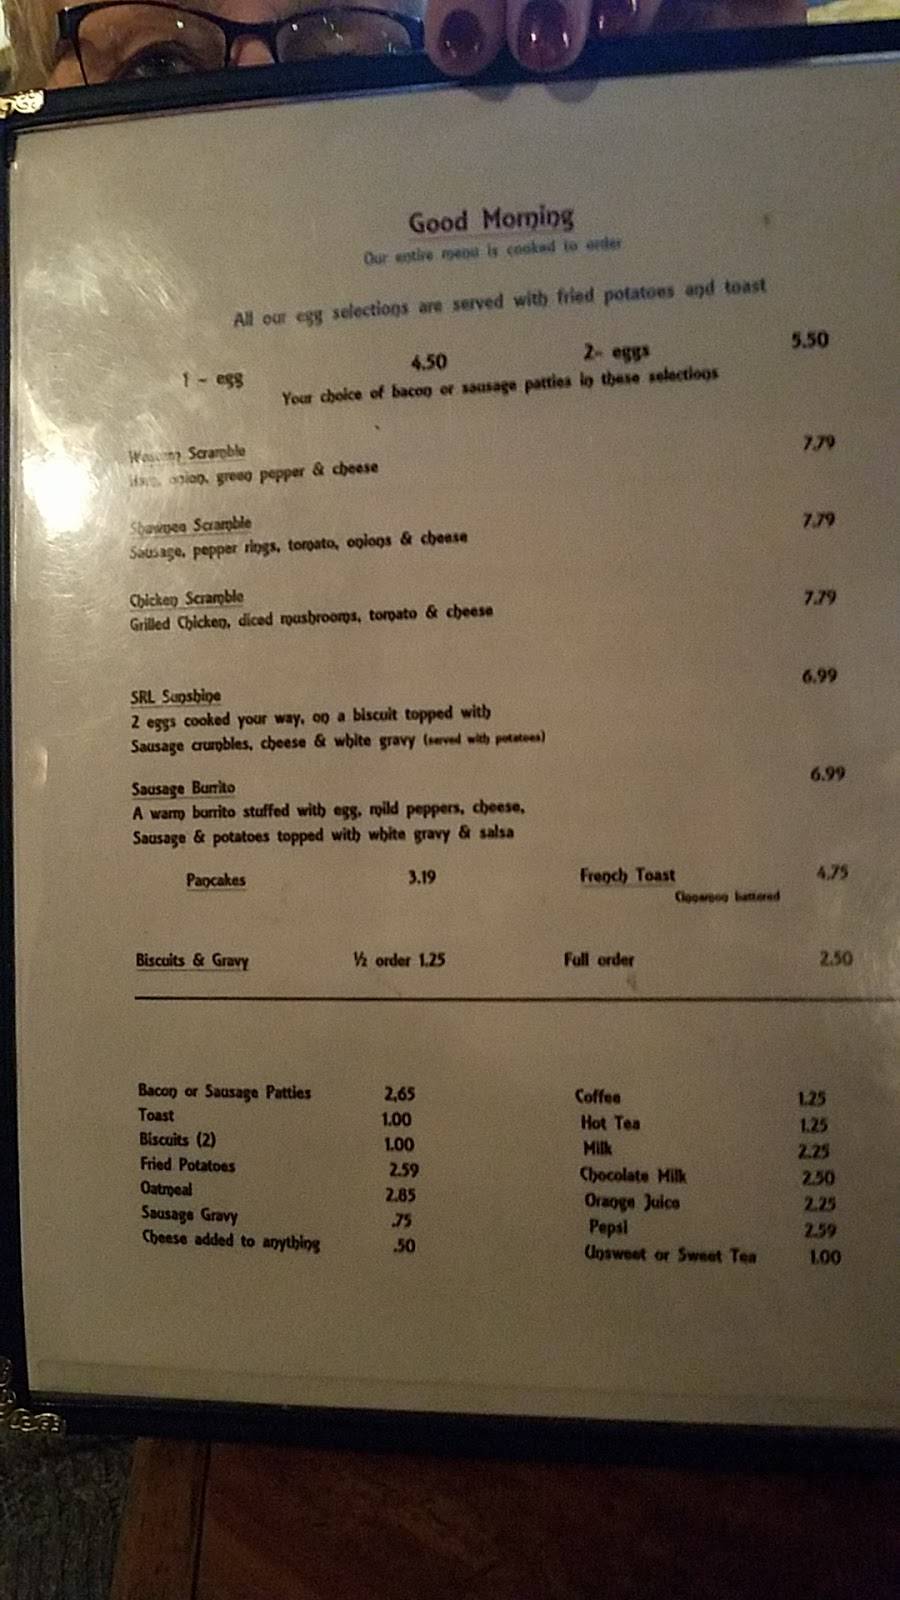 Good Morning
Our entire menu is cooked to order
All our egg selections are served with fried potatoes and toast
1 - egg 4.50 2- eggs 5.50
Your choice of bacon or sausage patties in these selections
Western Scramble 7.79
Ham, onion, green pepper & cheese
Shawnee Scramble 7.79
Sausage, pepper rings, tomato, onions & cheese
Chicken Scramble 7.79
Grilled Chicken, diced mushrooms, tomato & cheese
SRL Sunshine 6.99
2 eggs cooked your way, on a biscuit topped with
Sausage crumbles, cheese & white gravy (served with potatoes)
Sausage Burrito 6.99
A warm burrito stuffed with egg, mild peppers, cheese,
Sausage & potatoes topped with white gravy & salsa
Pancakes 3.19 French Toast 4.75
Cinnamon battered
Biscuits & Gravy ½ order 1.25 Full order 2.50
Bacon or Sausage Patties 2.65
Toast 1.00
Biscuits (2) 1.00
Fried Potatoes 2.59
Oatmeal 2.85
Sausage Gravy .75
Cheese added to anything .50
Coffee 1.25
Hot Tea 1.25
Milk 2.25
Chocolate Milk 2.50
Orange Juice 2.25
Pepsi 2.59
Unsweet or Sweet Tea 1.00